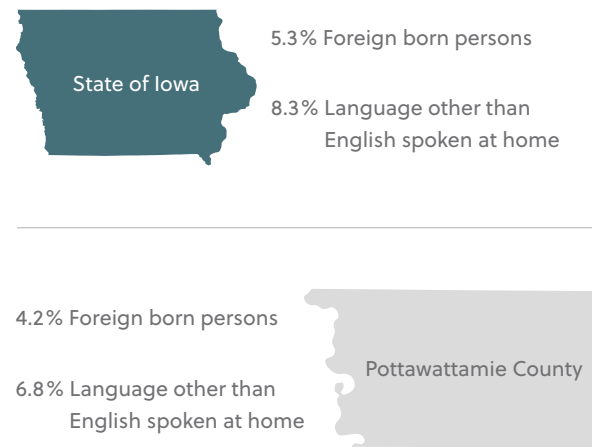 State of Iowa
5.3% Foreign born persons
8.3% Language other than
English spoken at home
4.2% Foreign born persons
6.8% Language other than
English spoken at home
Pottawattamie County